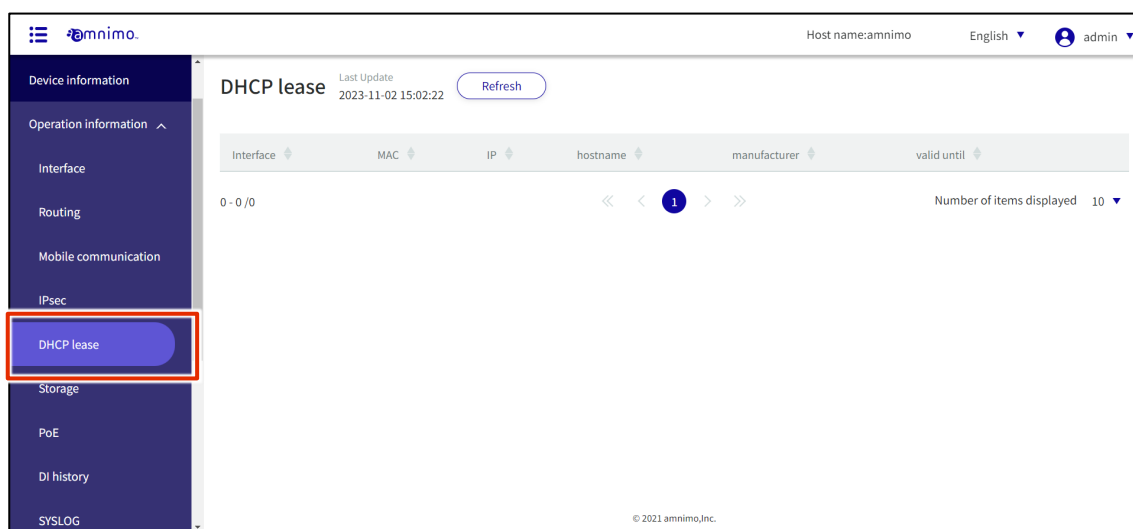 amnimo
Host name:amnimo
English
admin
Device information
Operation information
Interface
Routing
Mobile communication
IPsec
DHCP lease
Storage
PoE
DI history
SYSLOG
DHCP lease
Last Update
2023-11-02 15:02:22
Refresh
Interface MAC IP hostname manufacturer valid until
0 - 0 /0
1
Number of items displayed 10
© 2021 amnimo,Inc.